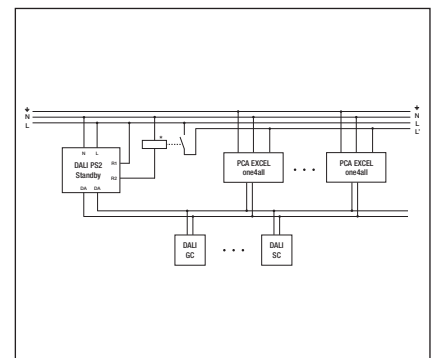 ⏚ ⏚
N N
L L
L'
*
N L
R1
DALI PS2
Standby
R2
DA DA
PCA EXCEL
one4all
• • •
PCA EXCEL
one4all
DALI
GC
• • •
DALI
SC